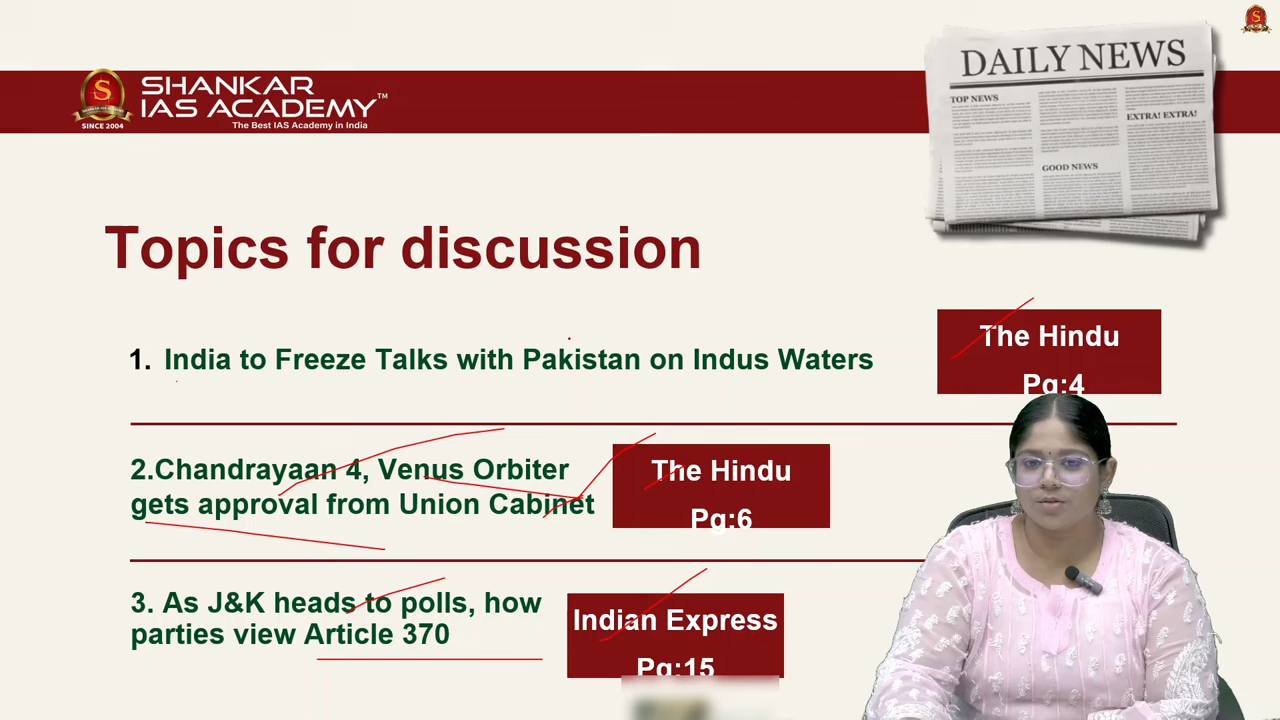 SHANKAR
IAS ACADEMY™
The Best IAS Academy in India
SINCE 2004
DAILY NEWS
TOP NEWS
EXTRA! EXTRA!
GOOD NEWS
Topics for discussion
1. India to Freeze Talks with Pakistan on Indus Waters
The Hindu
Pg:4
2.Chandrayaan 4, Venus Orbiter
gets approval from Union Cabinet
The Hindu
Pg:6
3. As J&K heads to polls, how
parties view Article 370
Indian Express
Pg:15